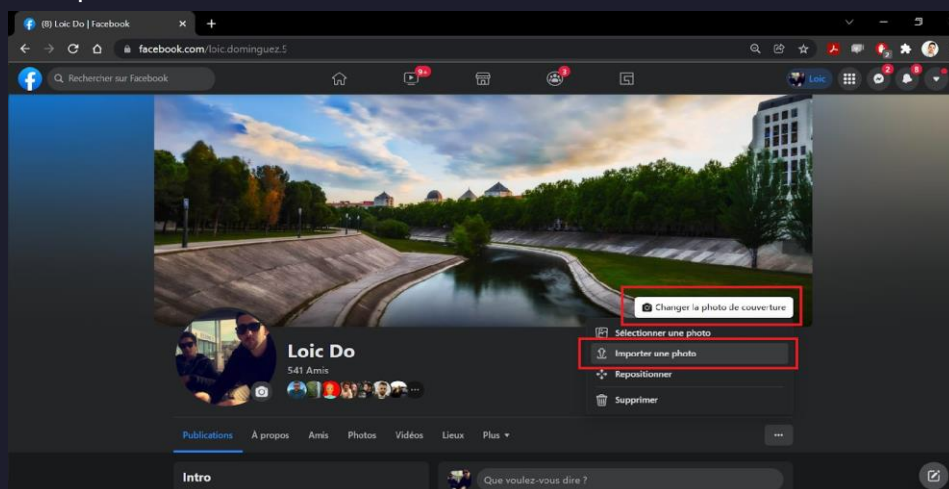 (8) Loic Do | Facebook
facebook.com/loic.dominguez.5
Rechercher sur Facebook
9+
3
Loic
2
8
Changer la photo de couverture
Sélectionner une photo
Importer une photo
Repositionner
Supprimer
Loic Do
541 Amis
Publications À propos Amis Photos Vidéos Lieux Plus
Intro
Que voulez-vous dire ?